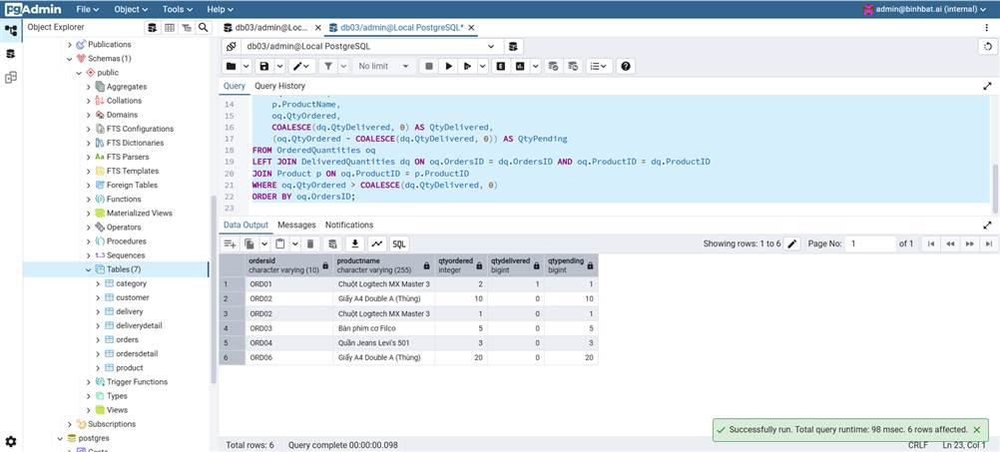 pgAdmin File Object Tools Help admin@binhbat.ai (internal)
Object Explorer
db03/admin@Loc... db03/admin@Local PostgreSQL*
db03/admin@Local PostgreSQL
No limit
Query Query History
Publications
Schemas (1)
public
Aggregates
Collations
Domains
FTS Configurations
FTS Dictionaries
FTS Parsers
FTS Templates
Foreign Tables
Functions
Materialized Views
Operators
Procedures
Sequences
Tables (7)
category
customer
delivery
deliverydetail
orders
ordersdetail
product
Trigger Functions
Types
Views
Subscriptions
postgres
14 p.ProductName,
15 oq.QtyOrdered,
16 COALESCE(dq.QtyDelivered, 0) AS QtyDelivered,
17 (oq.QtyOrdered - COALESCE(dq.QtyDelivered, 0)) AS QtyPending
18 FROM OrderedQuantities oq
19 LEFT JOIN DeliveredQuantities dq ON oq.OrdersID = dq.OrdersID AND oq.ProductID = dq.ProductID
20 JOIN Product p ON oq.ProductID = p.ProductID
21 WHERE oq.QtyOrdered > COALESCE(dq.QtyDelivered, 0)
22 ORDER BY oq.OrdersID;
23
Data Output Messages Notifications
SQL Showing rows: 1 to 6 Page No: 1 of 1
ordersid productname qtyordered qtydelivered qtypending
character varying (10) character varying (255) integer bigint bigint
1 ORD01 Chuột Logitech MX Master 3 2 1 1
2 ORD02 Giấy A4 Double A (Thùng) 10 0 10
3 ORD02 Chuột Logitech MX Master 3 1 0 1
4 ORD03 Bàn phím cơ Filco 5 0 5
5 ORD04 Quần Jeans Levi's 501 3 0 3
6 ORD06 Giấy A4 Double A (Thùng) 20 0 20
Successfully run. Total query runtime: 98 msec. 6 rows affected.
Total rows: 6 Query complete 00:00:00.098 CRLF Ln 23, Col 1